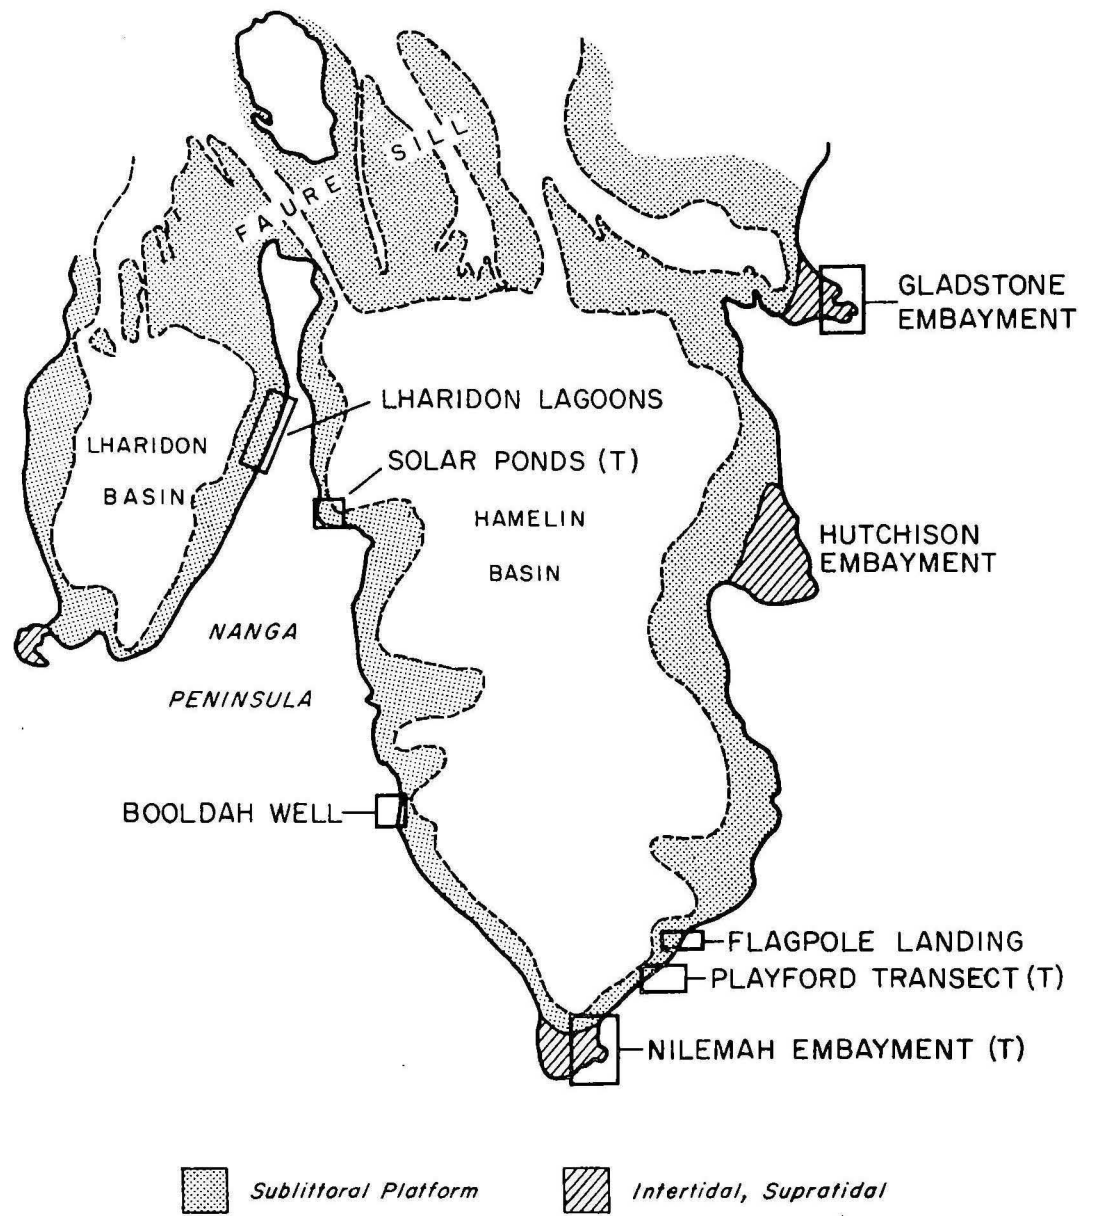 FAURE SILL
GLADSTONE
EMBAYMENT
LHARIDON LAGOONS
LHARIDON
BASIN
SOLAR PONDS (T)
HAMELIN
BASIN
HUTCHISON
EMBAYMENT
NANGA
PENINSULA
BOOLDAH WELL
FLAGPOLE LANDING
PLAYFORD TRANSECT (T)
NILEMAH EMBAYMENT (T)
Sublittoral Platform
Intertidal, Supratidal